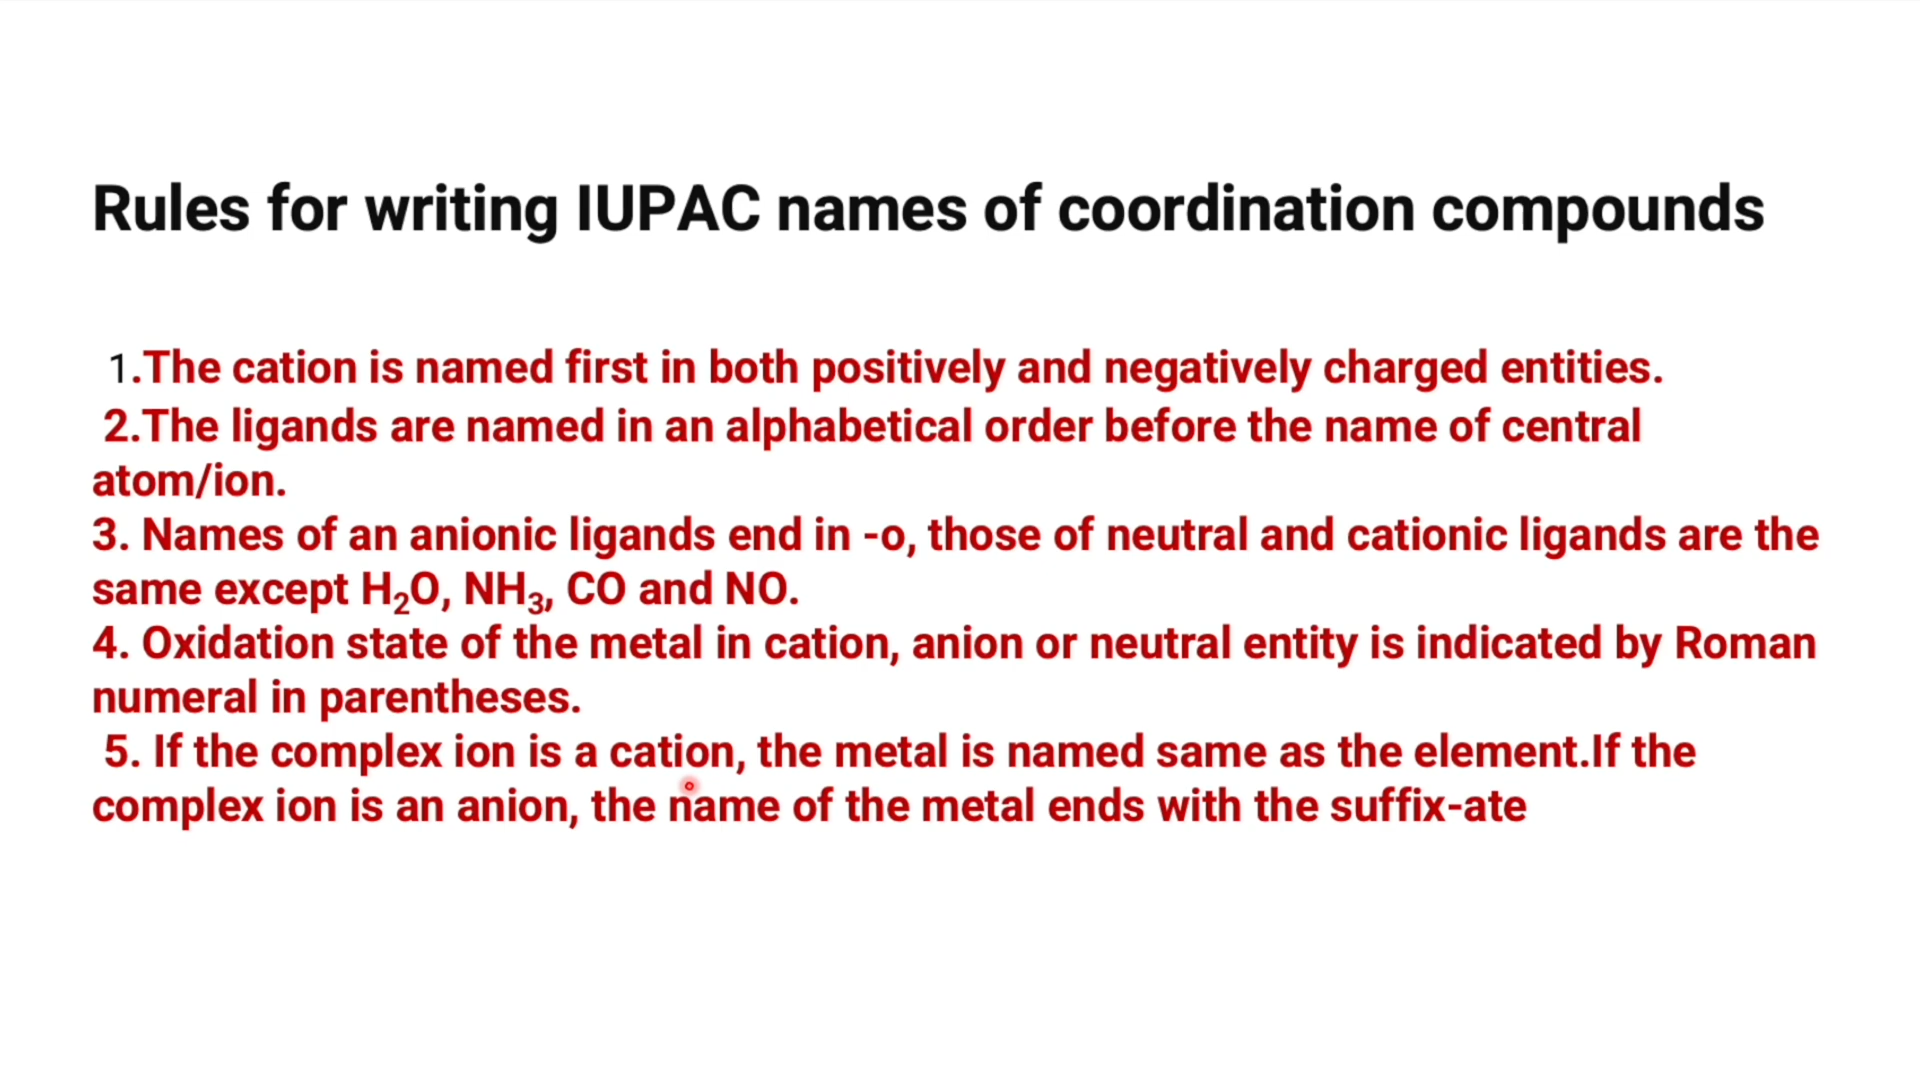 Rules for writing IUPAC names of coordination compounds
1.The cation is named first in both positively and negatively charged entities.
2.The ligands are named in an alphabetical order before the name of central
atom/ion.
3. Names of an anionic ligands end in -o, those of neutral and cationic ligands are the
same except H₂O, NH₃, CO and NO.
4. Oxidation state of the metal in cation, anion or neutral entity is indicated by Roman
numeral in parentheses.
5. If the complex ion is a cation, the metal is named same as the element.If the
complex ion is an anion, the name of the metal ends with the suffix-ate